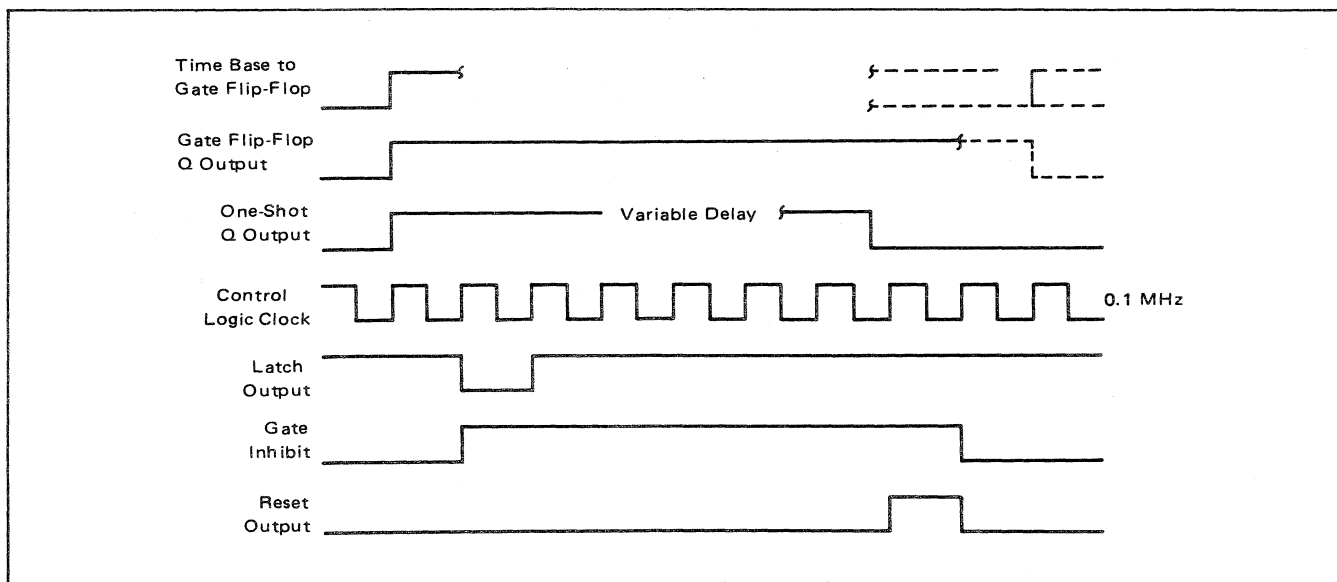 Time Base to
Gate Flip-Flop
Gate Flip-Flop
Q Output
One-Shot
Q Output
Variable Delay
Control
Logic Clock
0.1 MHz
Latch
Output
Gate
Inhibit
Reset
Output